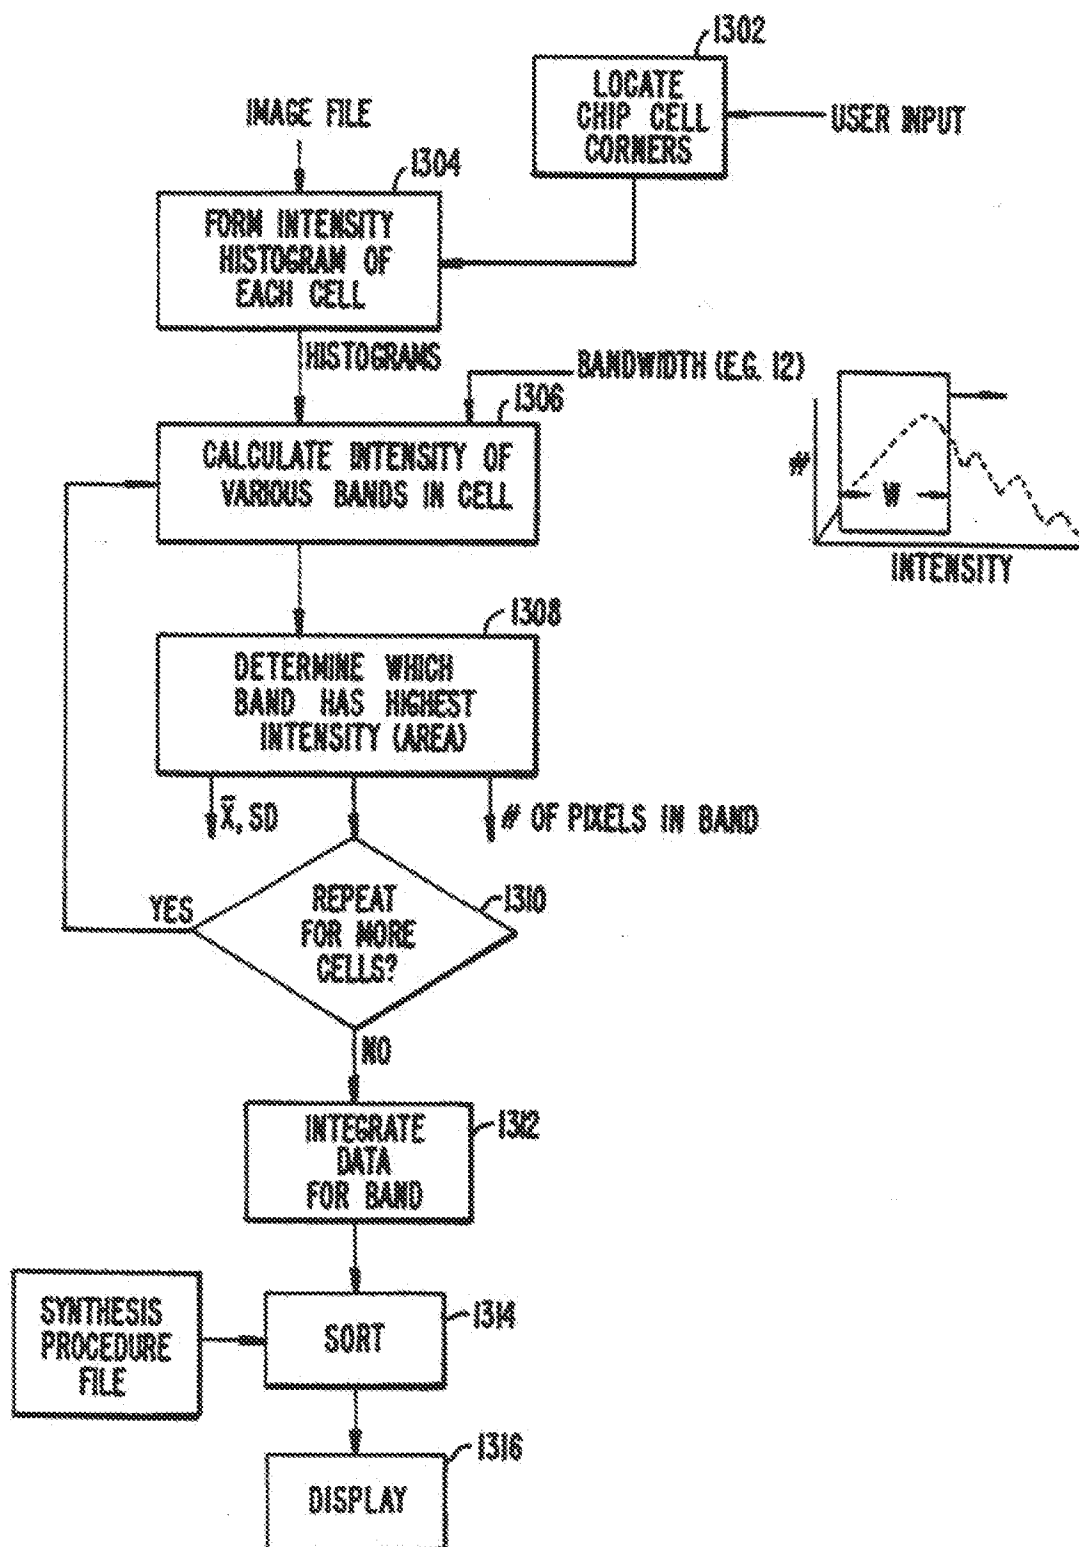 1302
LOCATE
CHIP CELL
CORNERS
USER INPUT
IMAGE FILE
1304
FORM INTENSITY
HISTOGRAM OF
EACH CELL
HISTOGRAMS
BANDWIDTH (E.G. 12)
1306
CALCULATE INTENSITY OF
VARIOUS BANDS IN CELL
#
W
INTENSITY
1308
DETERMINE WHICH
BAND HAS HIGHEST
INTENSITY (AREA)
X̄, SD
# OF PIXELS IN BAND
YES
1310
REPEAT
FOR MORE
CELLS?
NO
1312
INTEGRATE
DATA
FOR BAND
SYNTHESIS
PROCEDURE
FILE
1314
SORT
1316
DISPLAY